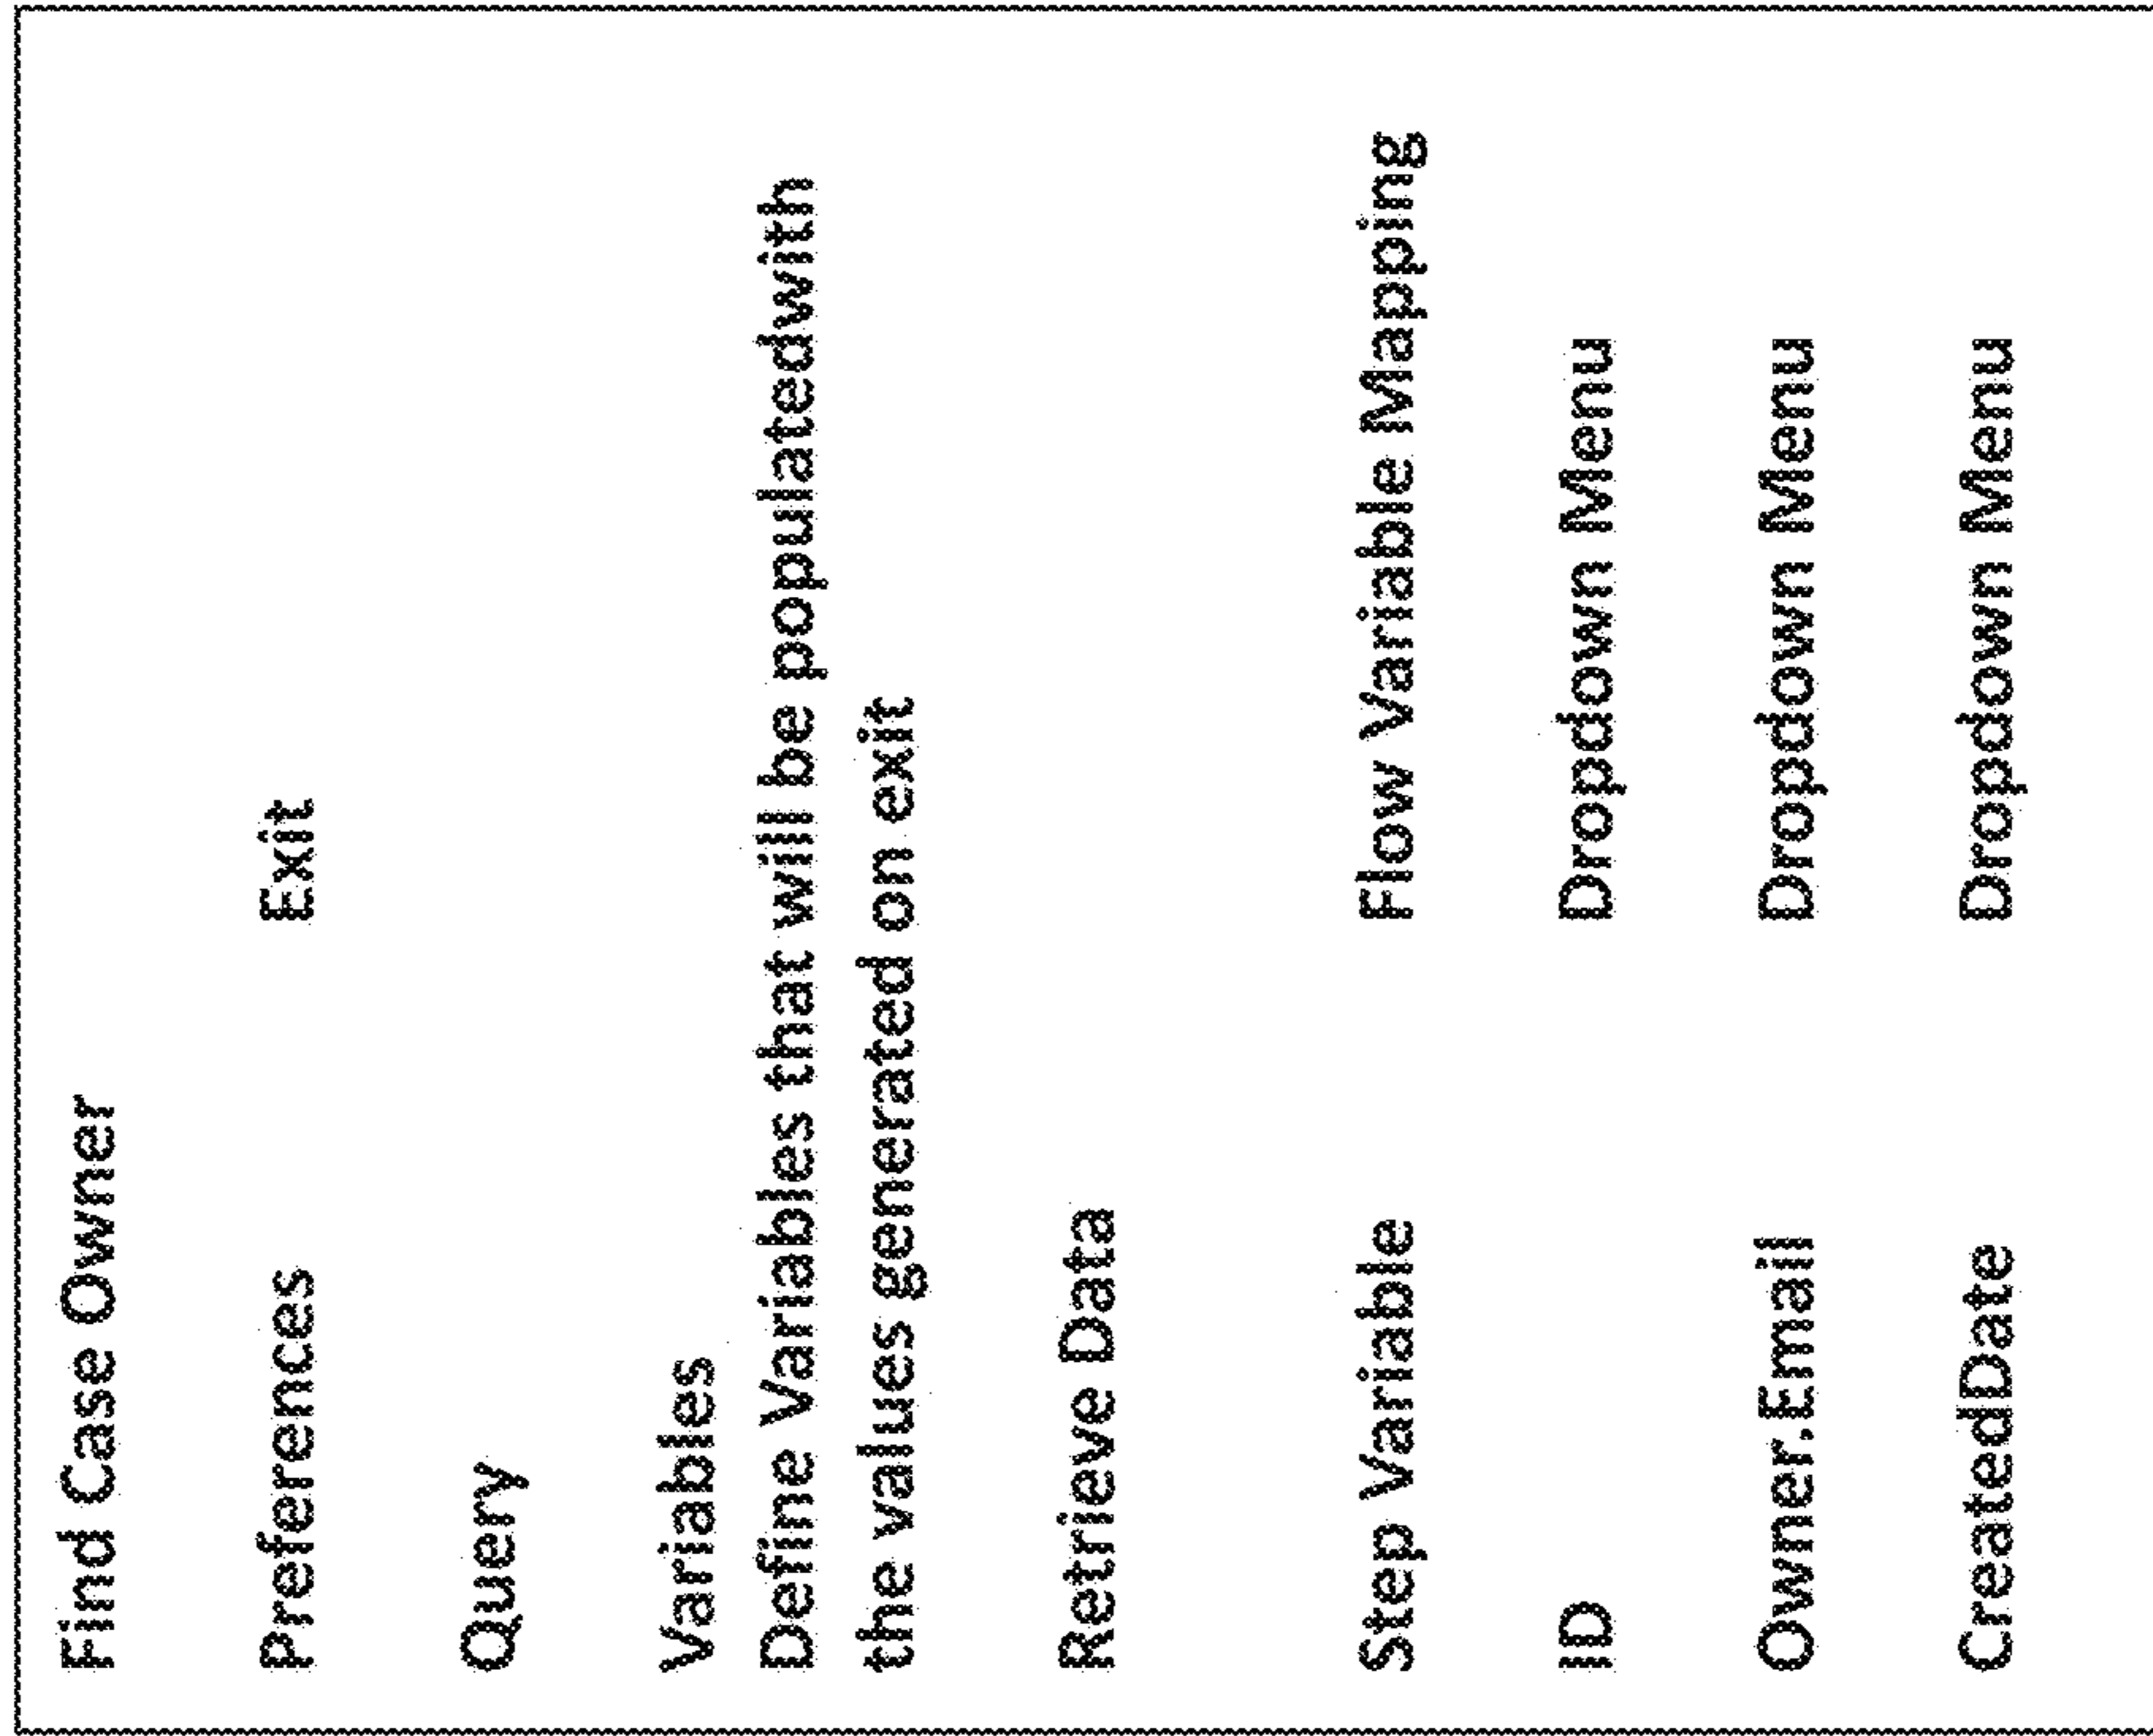 Find Case Owner
Preferences Exit
Query
Variables
Define Variables that will be populatedwith
the values generated on exit
Retrieve Data
Step Variable Flow Variable Mapping
ID Dropdown Menu
Owner.Email Dropdown Menu
CreatedDate Dropdown Menu